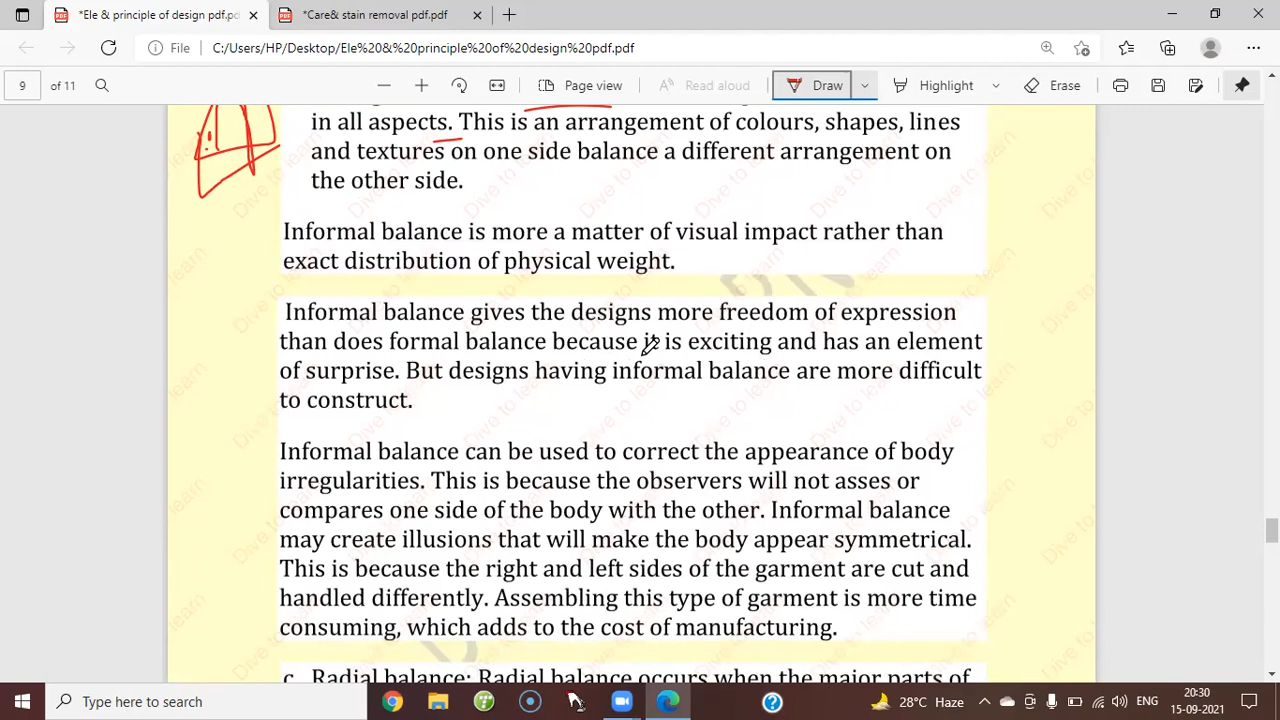 *Ele & principle of design pdf.pdf
*Care& stain removal pdf.pdf
File C:/Users/HP/Desktop/Ele%20&%20principle%20of%20design%20pdf.pdf
9 of 11 Page view Read aloud Draw Highlight Erase
in all aspects. This is an arrangement of colours, shapes, lines
and textures on one side balance a different arrangement on
the other side.
Informal balance is more a matter of visual impact rather than
exact distribution of physical weight.
Informal balance gives the designs more freedom of expression
than does formal balance because it is exciting and has an element
of surprise. But designs having informal balance are more difficult
to construct.
Informal balance can be used to correct the appearance of body
irregularities. This is because the observers will not asses or
compares one side of the body with the other. Informal balance
may create illusions that will make the body appear symmetrical.
This is because the right and left sides of the garment are cut and
handled differently. Assembling this type of garment is more time
consuming, which adds to the cost of manufacturing.
c. Radial balance: Radial balance occurs when the major parts of
Dive to learn
Type here to search
28°C Haze ENG
20:30
15-09-2021